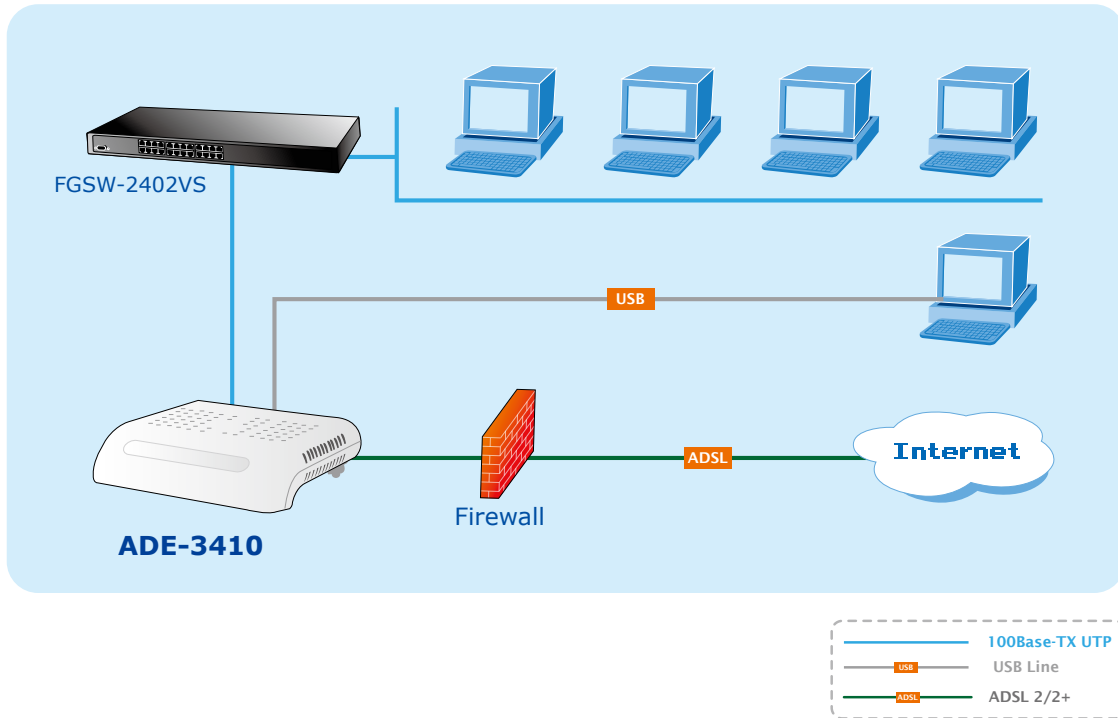 FGSW-2402VS
USB
ADSL
Internet
Firewall
ADE-3410
100Base-TX UTP
USB
USB Line
ADSL
ADSL 2/2+